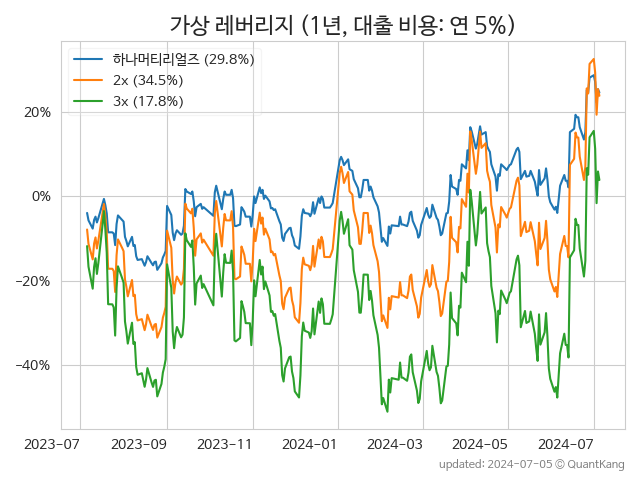 가상 레버리지 (1년, 대출 비용: 연 5%)
하나머티리얼즈 (29.8%)
2x (34.5%)
3x (17.8%)
20%
0%
−20%
−40%
2023-07
2023-09
2023-11
2024-01
2024-03
2024-05
2024-07
updated: 2024-07-05 © QuantKang